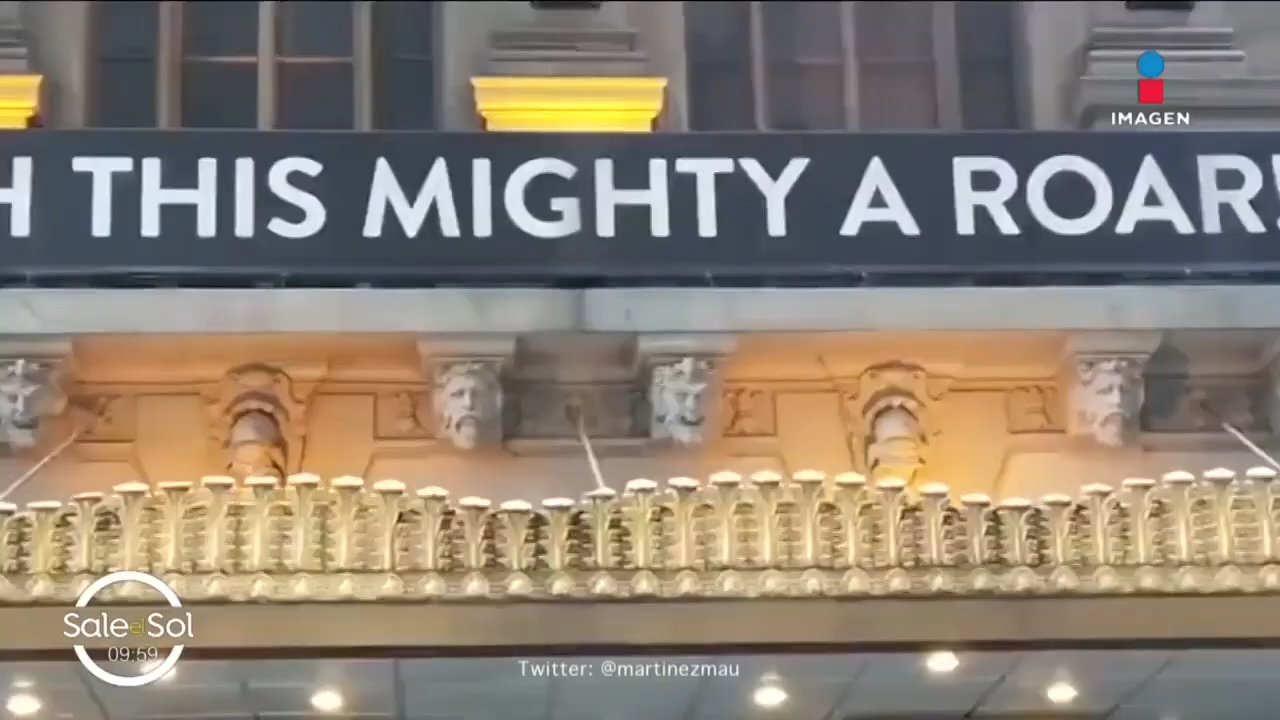 IMAGEN
THIS MIGHTY A ROAR!
Sale el Sol
09:59
Twitter: @martinezmau